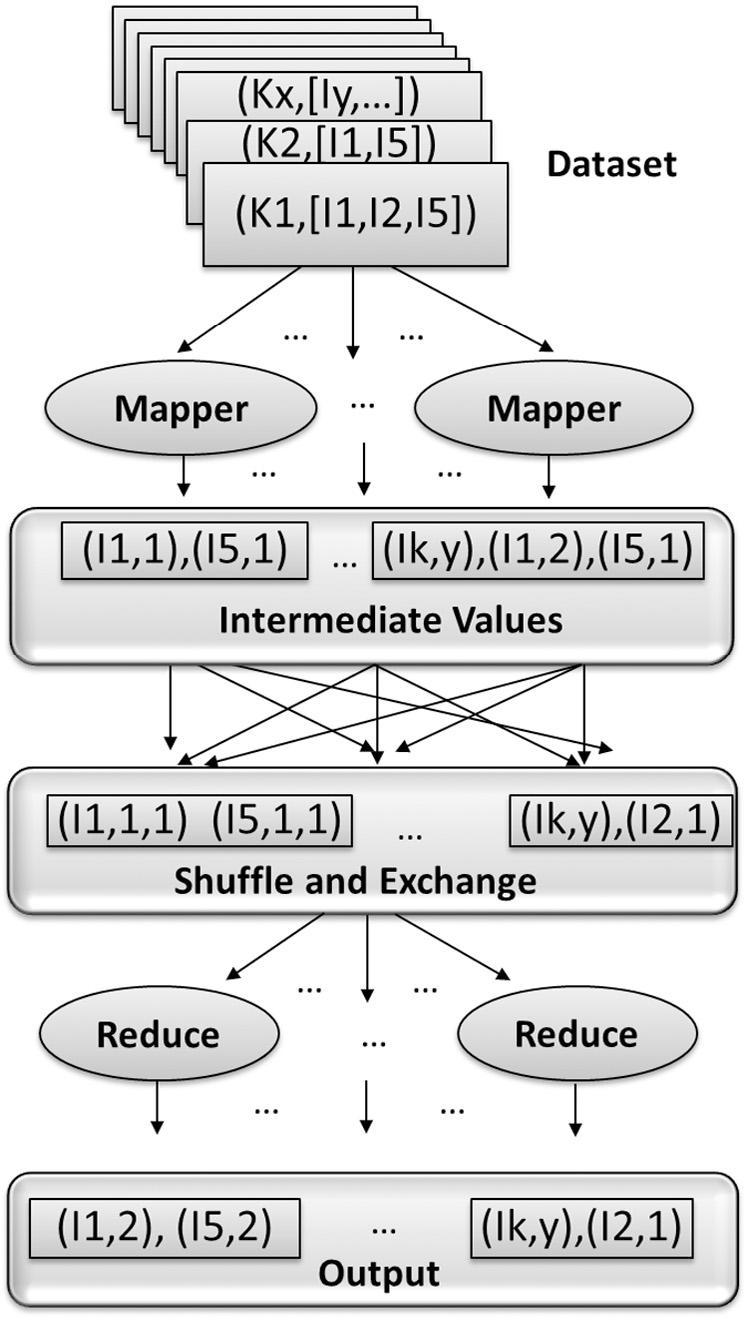 (Kx,[Iy,...])
(K2,[I1,I5])
Dataset
(K1,[I1,I2,I5])
... ...
Mapper ... Mapper
... ...
(I1,1),(I5,1) ... (Ik,y),(I1,2),(I5,1)
Intermediate Values
(I1,1,1) (I5,1,1) ... (Ik,y),(I2,1)
Shuffle and Exchange
... ...
Reduce ... Reduce
... ...
(I1,2), (I5,2) ... (Ik,y),(I2,1)
Output